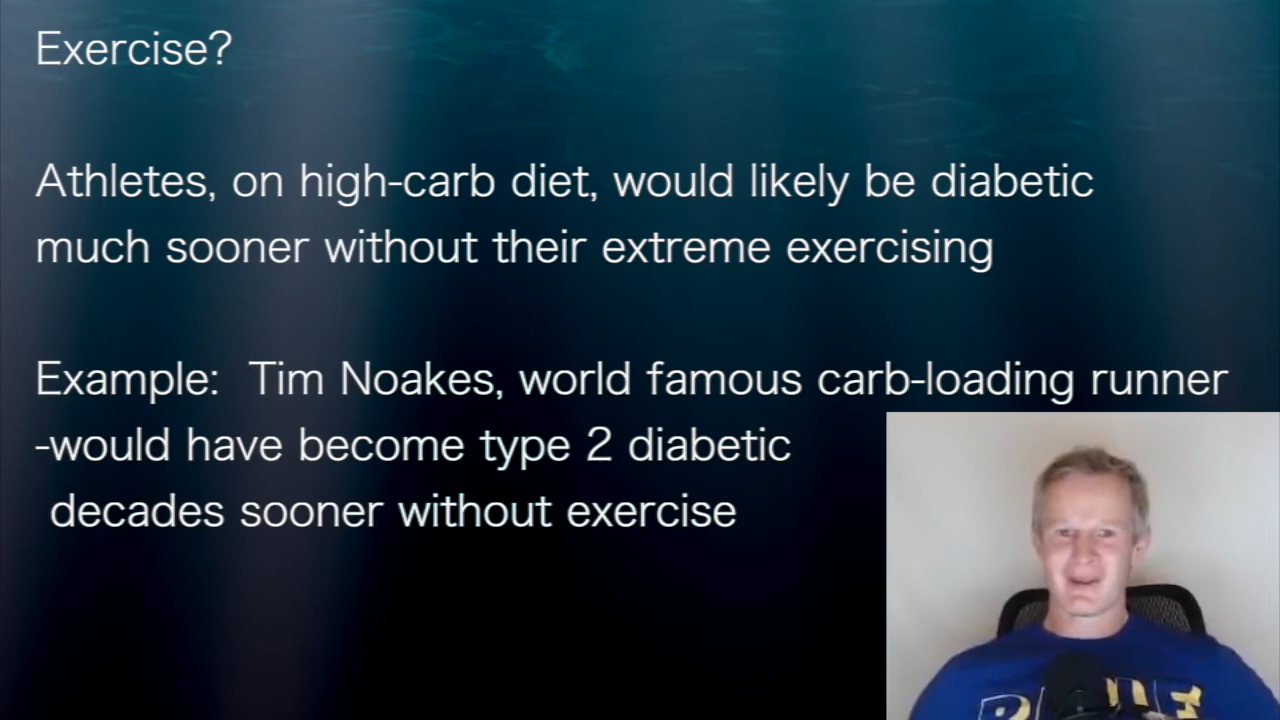 Exercise?
Athletes, on high-carb diet, would likely be diabetic
much sooner without their extreme exercising
Example:  Tim Noakes, world famous carb-loading runner
-would have become type 2 diabetic
decades sooner without exercise